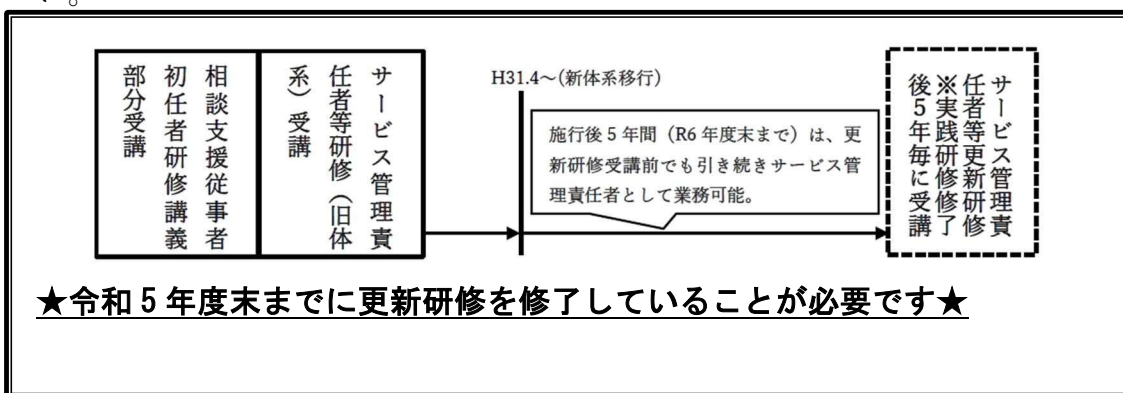 相談支援従事者
初任者研修講義
部分受講
サービス管理責
任者等研修（旧体
系）受講
H31.4～(新体系移行)
施行後5年間（R6年度末まで）は、更
新研修受講前でも引き続きサービス管
理責任者として業務可能。
サービス管理責
任者等更新研修
※実践研修修了
後5年毎に受講
★令和5年度末までに更新研修を修了していることが必要です★